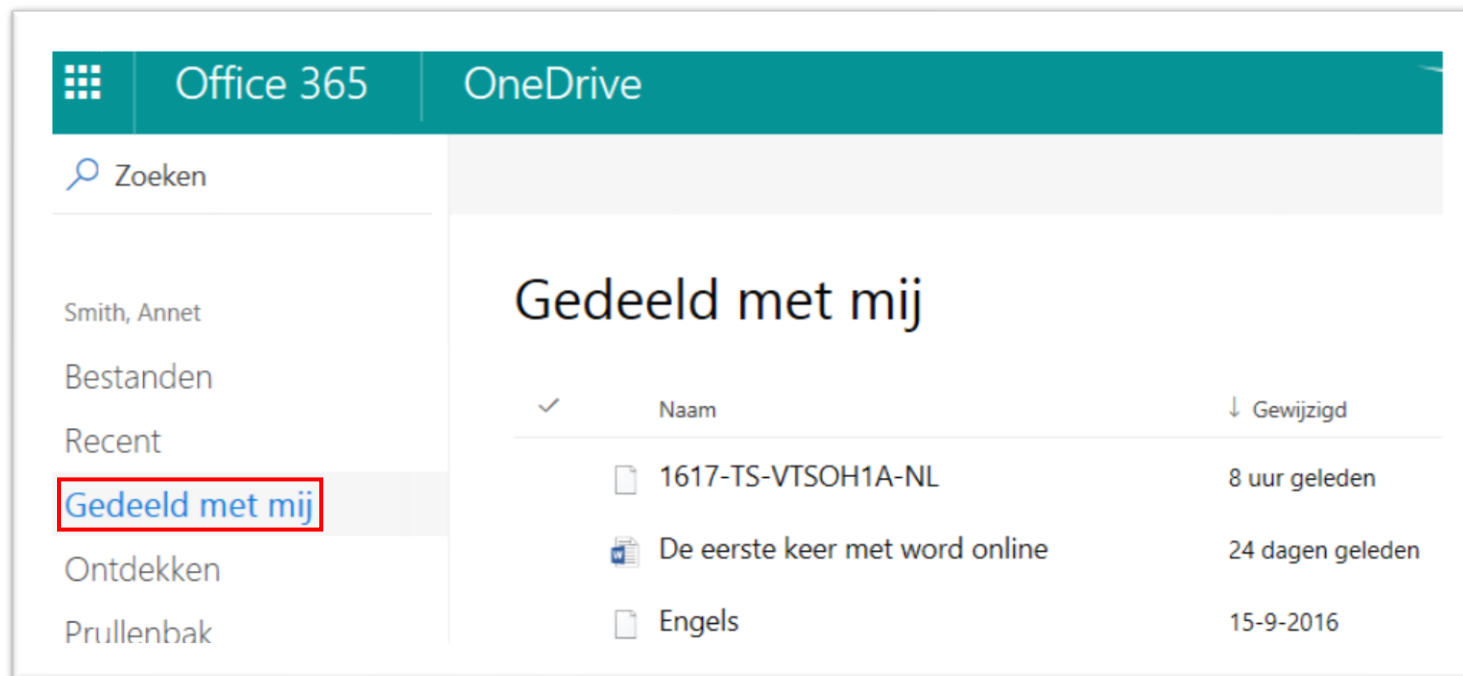 Office 365 OneDrive
Zoeken
Smith, Annet
Bestanden
Recent
Gedeeld met mij
Ontdekken
Prullenbak
Gedeeld met mij
Naam Gewijzigd
1617-TS-VTSOH1A-NL 8 uur geleden
De eerste keer met word online 24 dagen geleden
Engels 15-9-2016